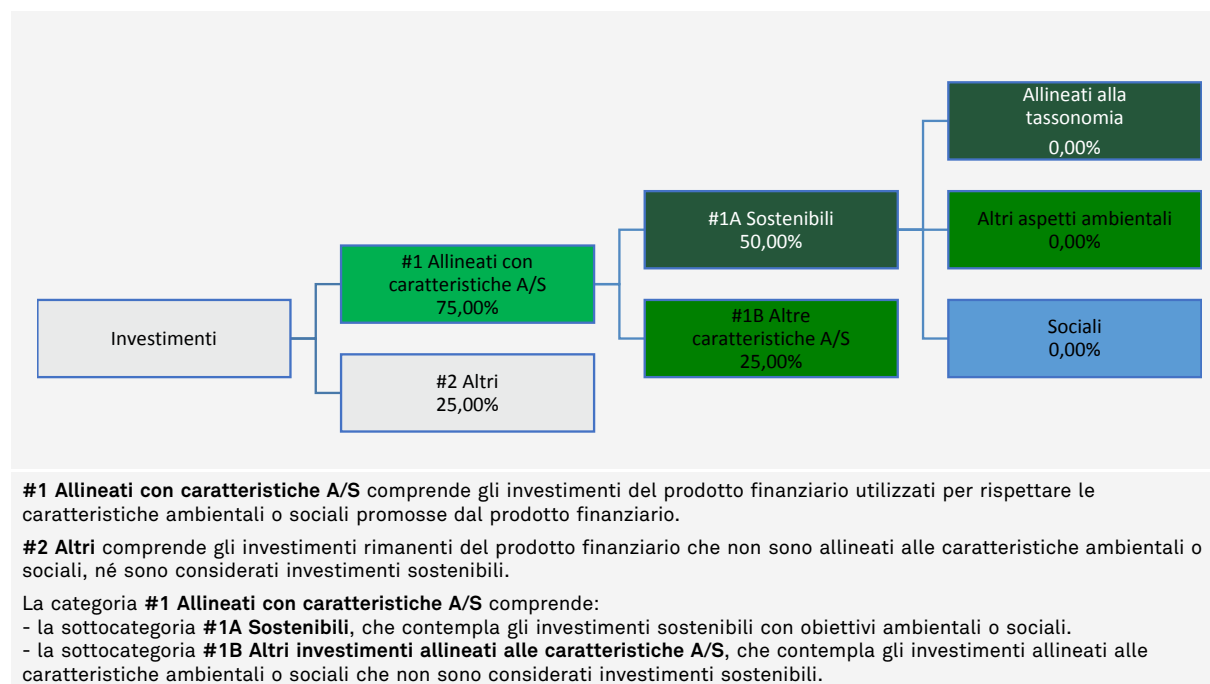 Investimenti
#1 Allineati con
caratteristiche A/S
75,00%
#2 Altri
25,00%
#1A Sostenibili
50,00%
#1B Altre
caratteristiche A/S
25,00%
Allineati alla
tassonomia
0,00%
Altri aspetti ambientali
0,00%
Sociali
0,00%
#1 Allineati con caratteristiche A/S comprende gli investimenti del prodotto finanziario utilizzati per rispettare le
caratteristiche ambientali o sociali promosse dal prodotto finanziario.
#2 Altri comprende gli investimenti rimanenti del prodotto finanziario che non sono allineati alle caratteristiche ambientali o
sociali, né sono considerati investimenti sostenibili.
La categoria #1 Allineati con caratteristiche A/S comprende:
- la sottocategoria #1A Sostenibili, che contempla gli investimenti sostenibili con obiettivi ambientali o sociali.
- la sottocategoria #1B Altri investimenti allineati alle caratteristiche A/S, che contempla gli investimenti allineati alle
caratteristiche ambientali o sociali che non sono considerati investimenti sostenibili.